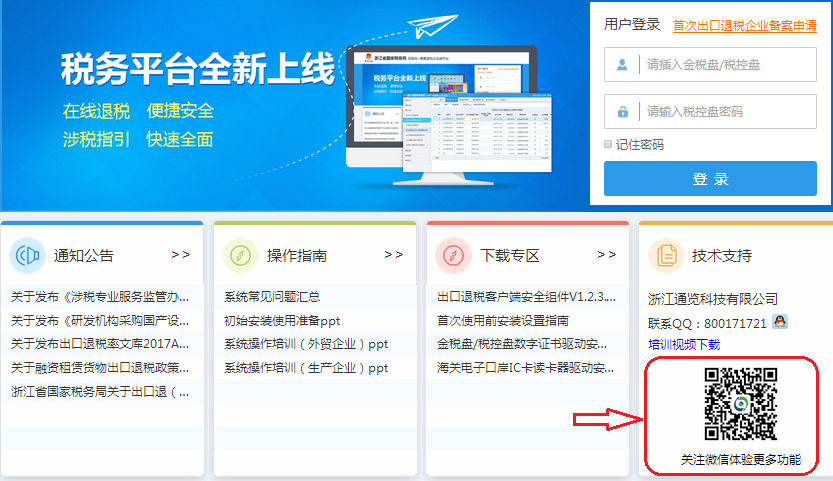 税务平台全新上线
在线退税 便捷安全
涉税指引 快速全面
税务平台全新上线
用户登录 首次出口退税企业备案申请
请插入金税盘/税控盘
请输入税控盘密码
记住密码
登 录
通知公告 >>
关于发布《涉税专业服务监管办...
关于发布《研发机构采购国产设...
关于发布出口退税率文库2017A...
关于融资租赁货物出口退税政策...
浙江省国家税务局关于出口退（...
操作指南 >>
系统常见问题汇总
初始安装使用准备ppt
系统操作培训（外贸企业）ppt
系统操作培训（生产企业）ppt
下载专区 >>
出口退税客户端安全组件V1.2.3....
首次使用前安装设置指南
金税盘/税控盘数字证书驱动安...
海关电子口岸IC卡读卡器驱动安...
技术支持
浙江通览科技有限公司
联系QQ：800171721
培训视频下载
关注微信体验更多功能